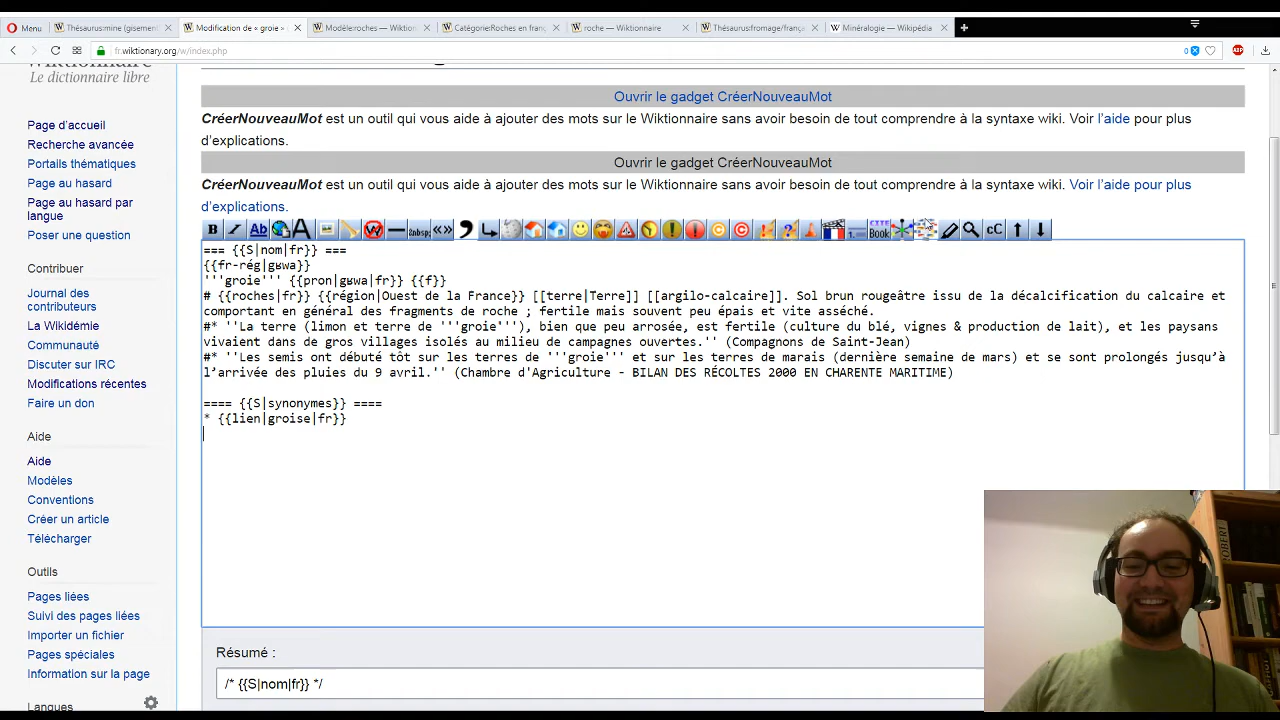 Menu
Thésaurus:mine (gisemen
Modification de « groie »
Modèle:roches — Wiktion
Catégorie:Roches en franç
roche — Wiktionnaire
Thésaurus:fromage/françai
Minéralogie — Wikipédia
fr.wiktionary.org/w/index.php
0
ABP
Wiktionnaire
Le dictionnaire libre
Page d’accueil
Recherche avancée
Portails thématiques
Page au hasard
Page au hasard par
langue
Poser une question
Contribuer
Journal des
contributions
La Wikidémie
Communauté
Discuter sur IRC
Modifications récentes
Faire un don
Aide
Aide
Modèles
Conventions
Créer un article
Télécharger
Outils
Pages liées
Suivi des pages liées
Importer un fichier
Pages spéciales
Information sur la page
Langues
Ouvrir le gadget CréerNouveauMot
CréerNouveauMot est un outil qui vous aide à ajouter des mots sur le Wiktionnaire sans avoir besoin de tout comprendre à la syntaxe wiki. Voir l’aide pour plus
d’explications.
Ouvrir le gadget CréerNouveauMot
CréerNouveauMot est un outil qui vous aide à ajouter des mots sur le Wiktionnaire sans avoir besoin de tout comprendre à la syntaxe wiki. Voir l’aide pour plus
d’explications.
=== {{S|nom|fr}} ===
{{fr-rég|ɡʁwa}}
'''groie''' {{pron|ɡʁwa|fr}} {{f}}
# {{roches|fr}} {{région|Ouest de la France}} [[terre|Terre]] [[argilo-calcaire]]. Sol brun rougeâtre issu de la décalcification du calcaire et
comportant en général des fragments de roche ; fertile mais souvent peu épais et vite asséché.
#* ''La terre (limon et terre de '''groie'''), bien que peu arrosée, est fertile (culture du blé, vignes & production de lait), et les paysans
vivaient dans de gros villages isolés au milieu de campagnes ouvertes.'' (Compagnons de Saint-Jean)
#* ''Les semis ont débuté tôt sur les terres de '''groie''' et sur les terres de marais (dernière semaine de mars) et se sont prolongés jusqu’à
l’arrivée des pluies du 9 avril.'' (Chambre d'Agriculture - BILAN DES RÉCOLTES 2000 EN CHARENTE MARITIME)
==== {{S|synonymes}} ====
* {{lien|groise|fr}}
Résumé :
/* {{S|nom|fr}} */
ROBERT